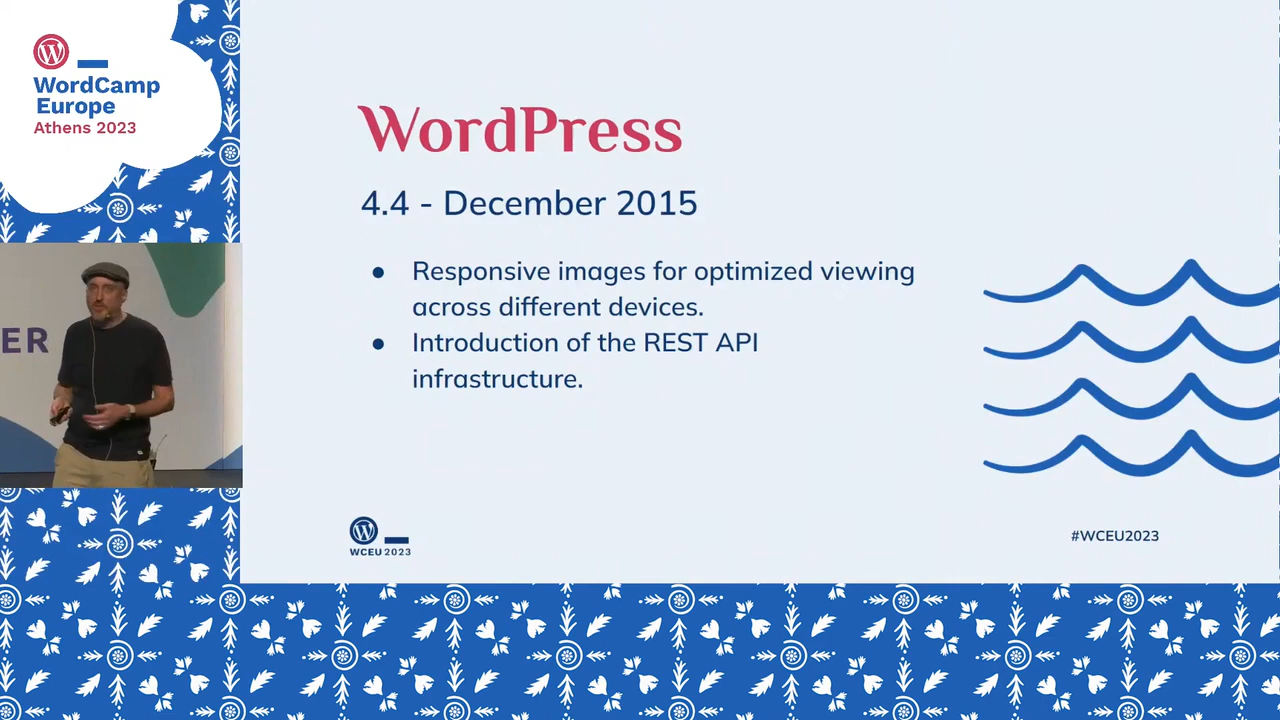 WordCamp
Europe
Athens 2023
WordPress
4.4 - December 2015
● Responsive images for optimized viewing
across different devices.
● Introduction of the REST API
infrastructure.
ER
WCEU 2023
#WCEU2023